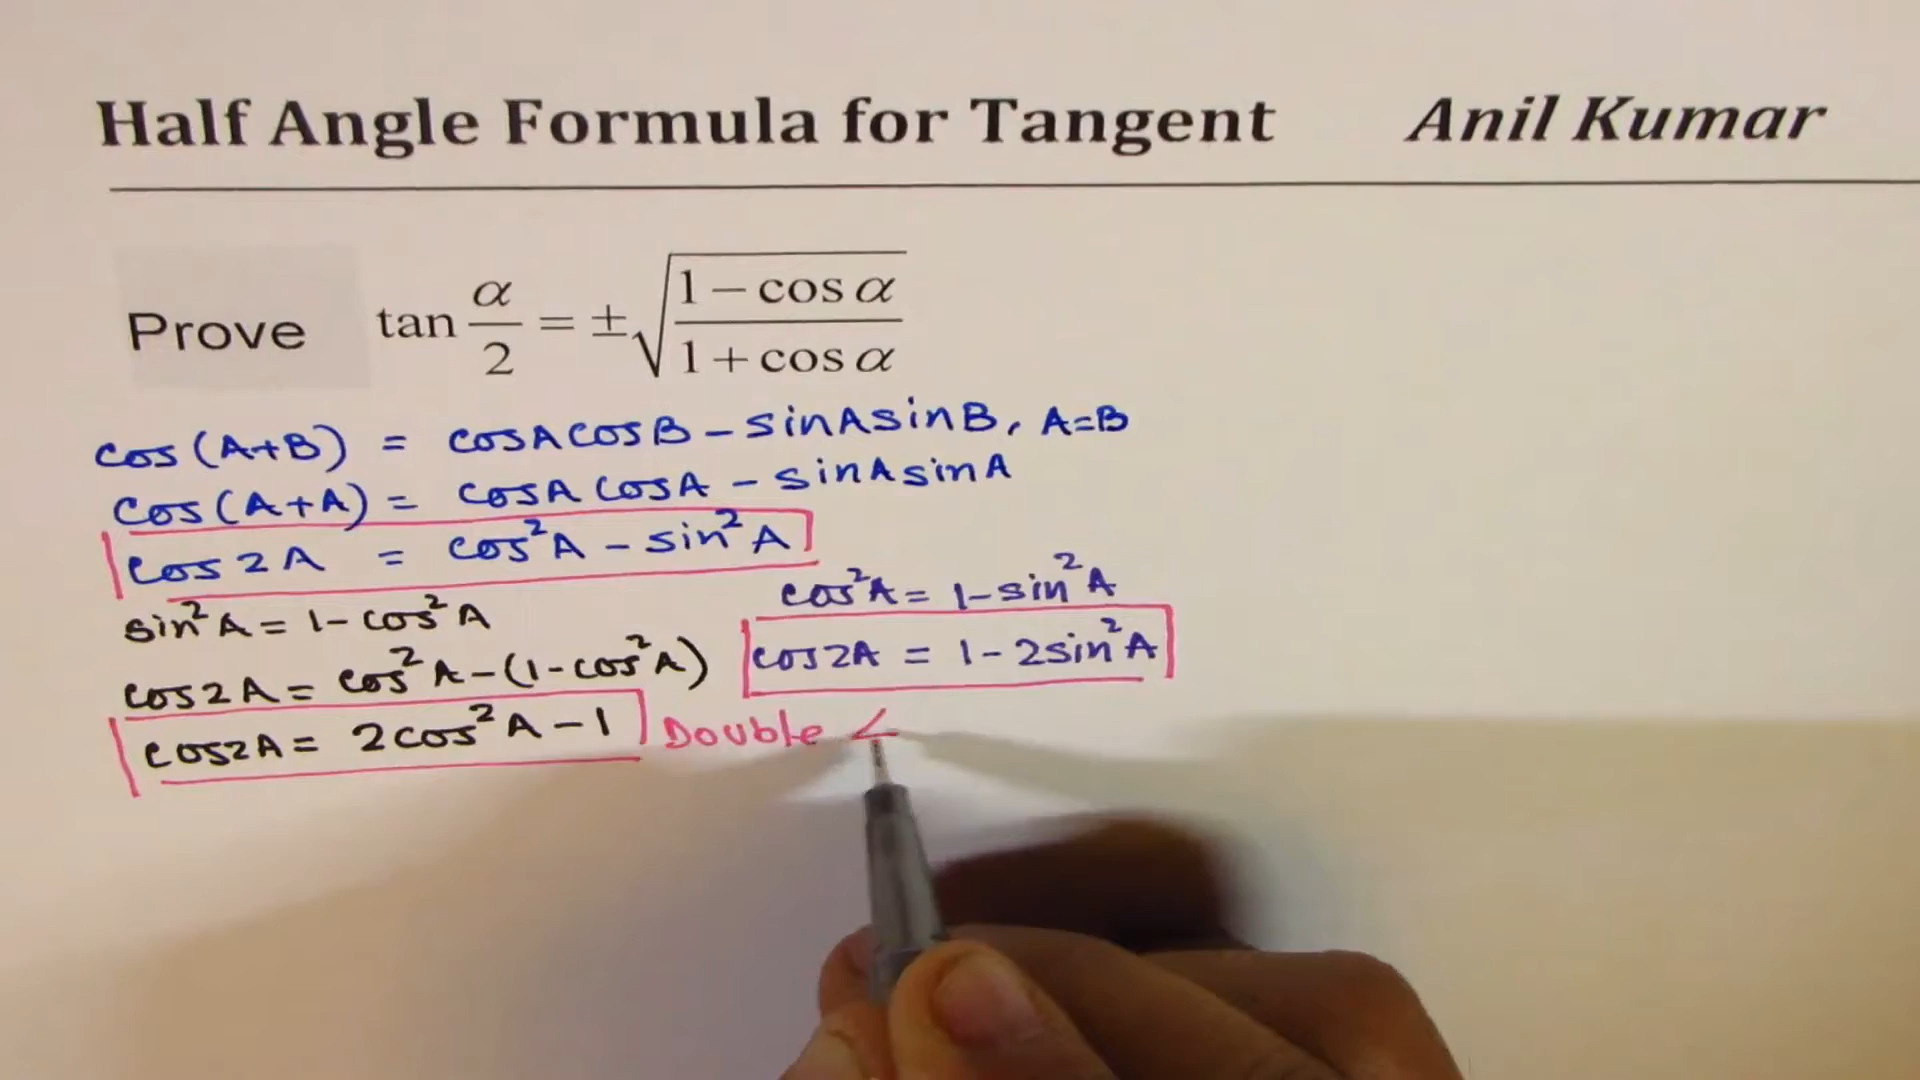 Half Angle Formula for Tangent Anil Kumar
Prove tan α/2 = ±√((1 − cos α)/(1 + cos α))
cos(A+B) = cosAcosB − sinAsinB, A=B
cos(A+A) = cosA cosA − sinAsinA
cos2A = cos²A − sin²A
sin²A = 1 − cos²A
cos²A = 1 − sin²A
cos2A = cos²A − (1 − cos²A)
cos2A = 1 − 2sin²A
cos2A = 2cos²A − 1
Double ∠